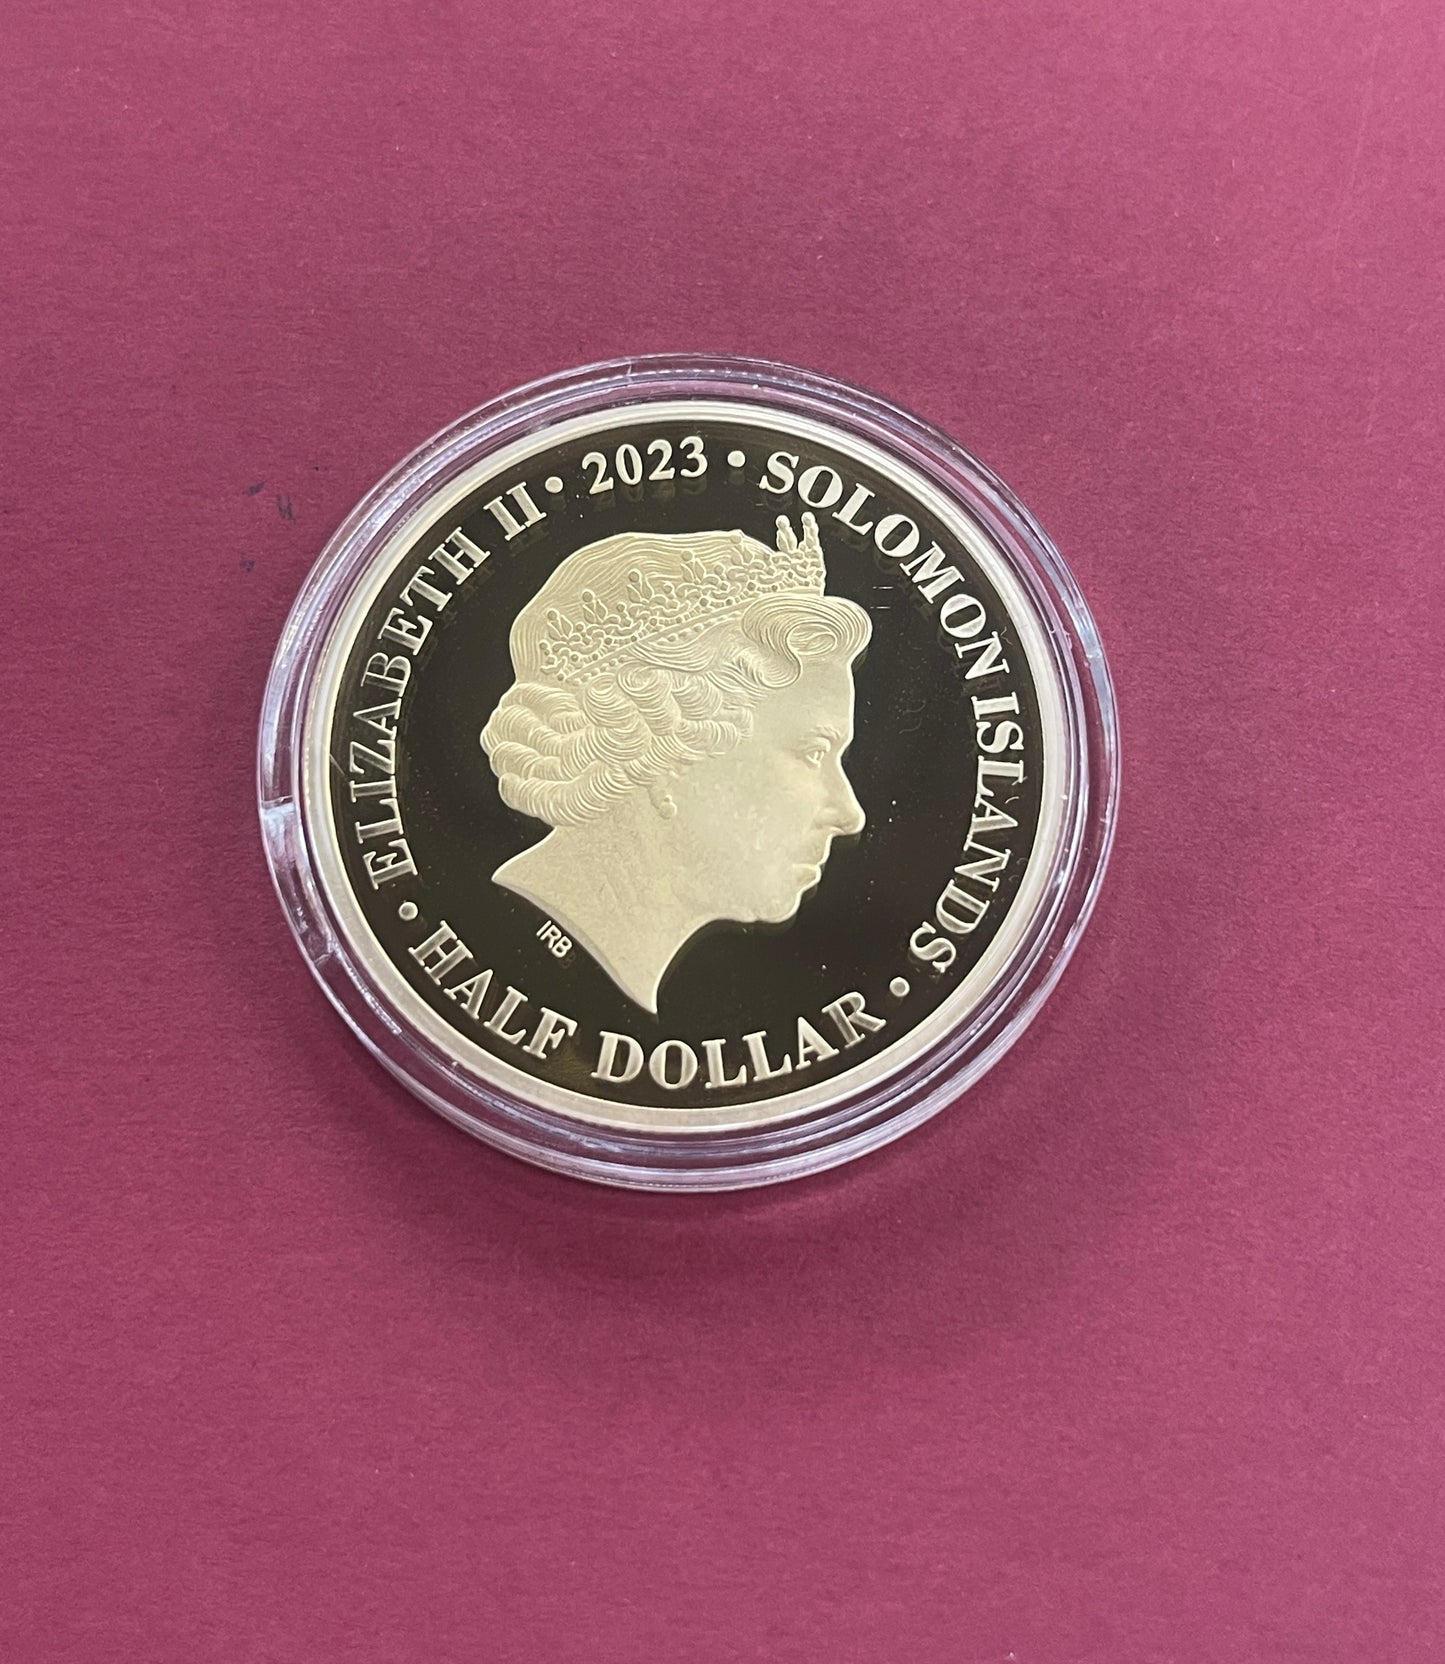 ELIZABETH II • 2023 • SOLOMON ISLANDS •
HALF DOLLAR •
IRB